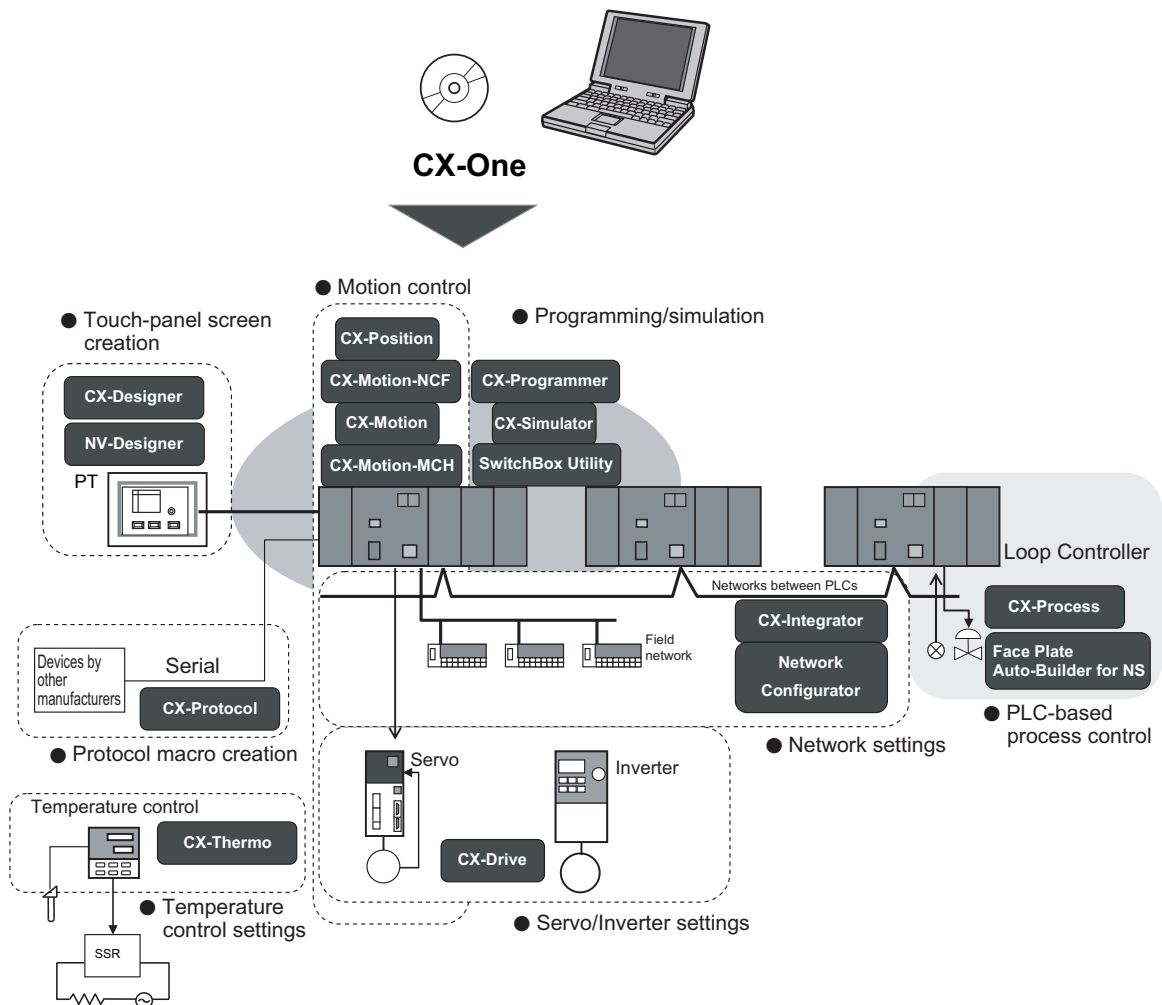 CX-One
● Motion control
● Touch-panel screen
creation
● Programming/simulation
CX-Position
CX-Motion-NCF
CX-Motion
CX-Motion-MCH
CX-Programmer
CX-Simulator
SwitchBox Utility
CX-Designer
NV-Designer
PT
Loop Controller
Networks between PLCs
CX-Process
Face Plate
Auto-Builder for NS
CX-Integrator
Network
Configurator
Field
network
Devices by
other
manufacturers
Serial
CX-Protocol
● PLC-based
process control
● Network settings
● Protocol macro creation
Servo
Inverter
Temperature control
CX-Thermo
CX-Drive
● Temperature
control settings
● Servo/Inverter settings
SSR